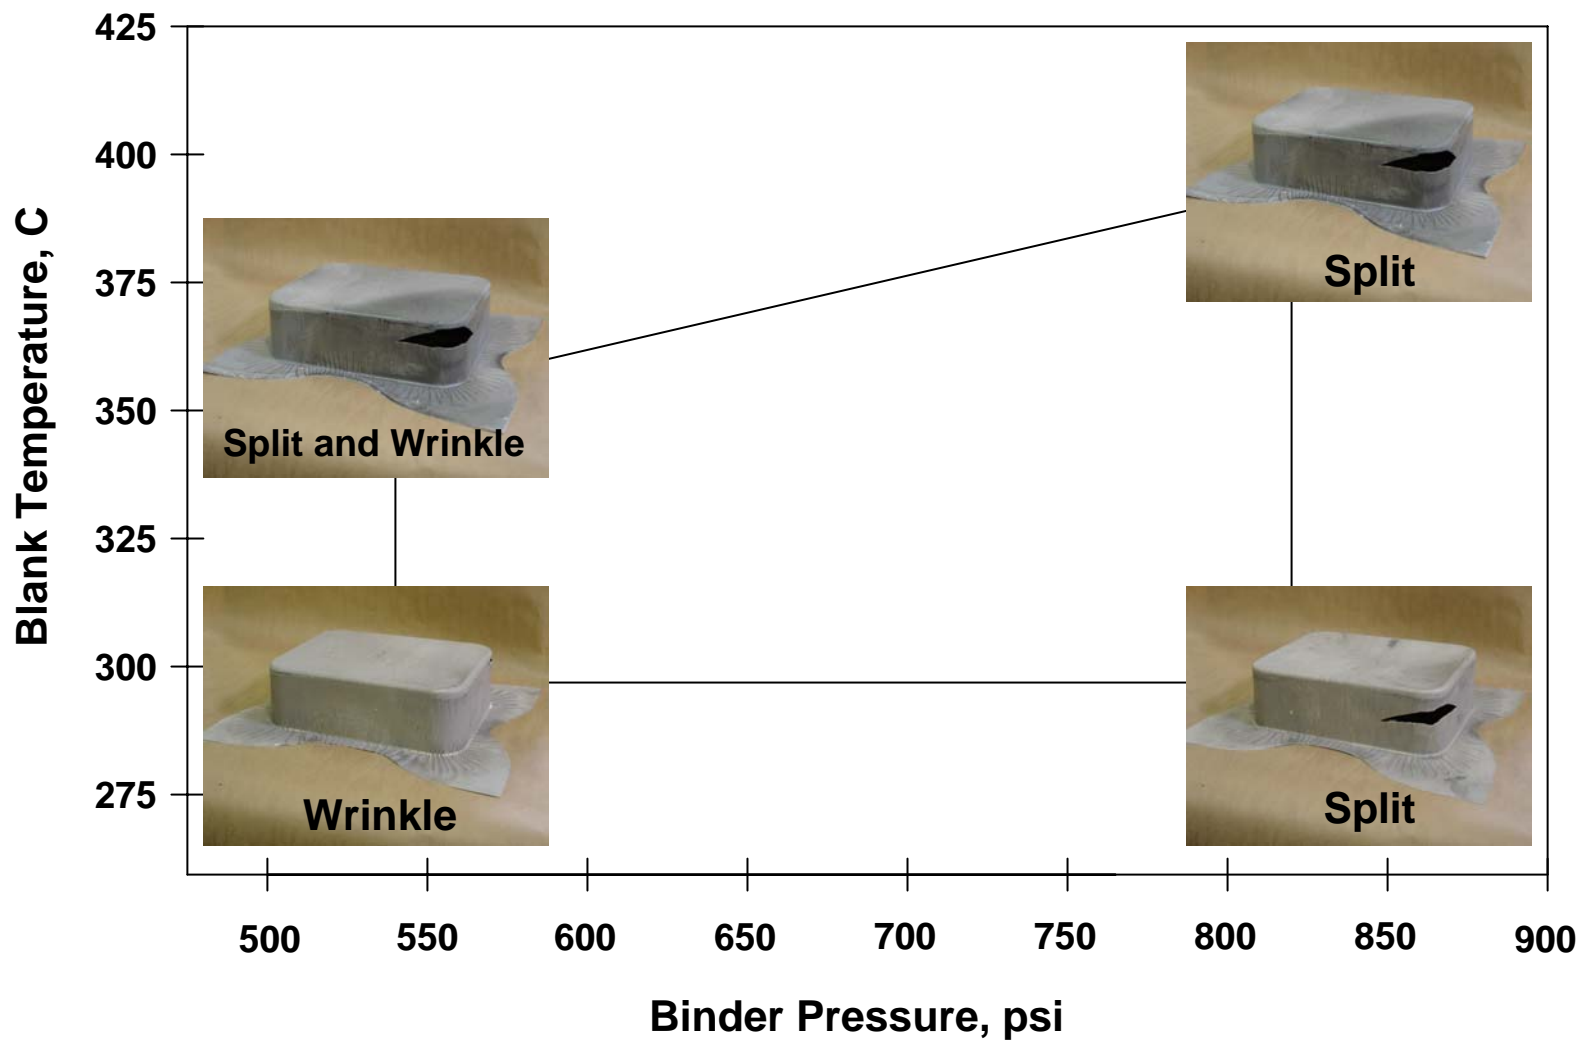 425
400
375
350
325
300
275
Blank Temperature, C
Split
Split and Wrinkle
Wrinkle
Split
500 550 600 650 700 750 800 850 900
Binder Pressure, psi